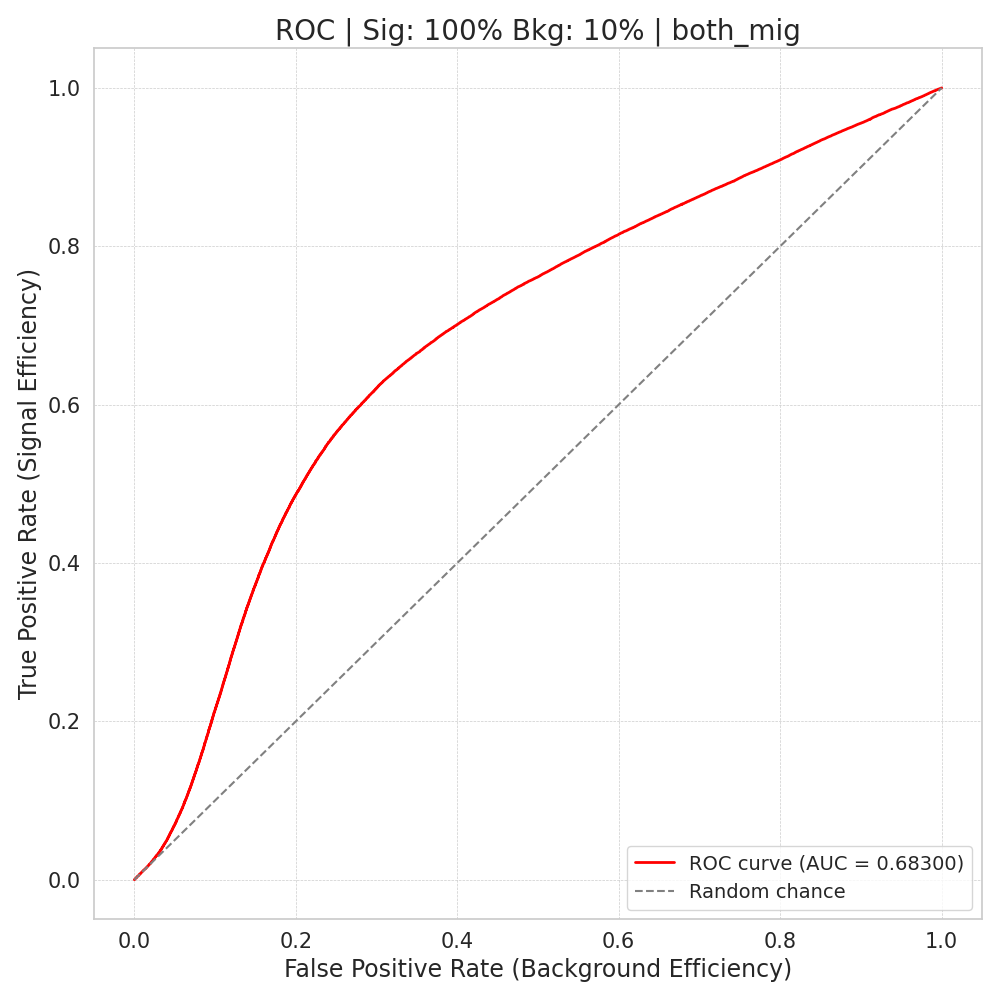 ROC | Sig: 100% Bkg: 10% | both_mig
True Positive Rate (Signal Efficiency)
1.0
0.8
0.6
0.4
0.2
0.0
ROC curve (AUC = 0.68300)
Random chance
0.0 0.2 0.4 0.6 0.8 1.0
False Positive Rate (Background Efficiency)